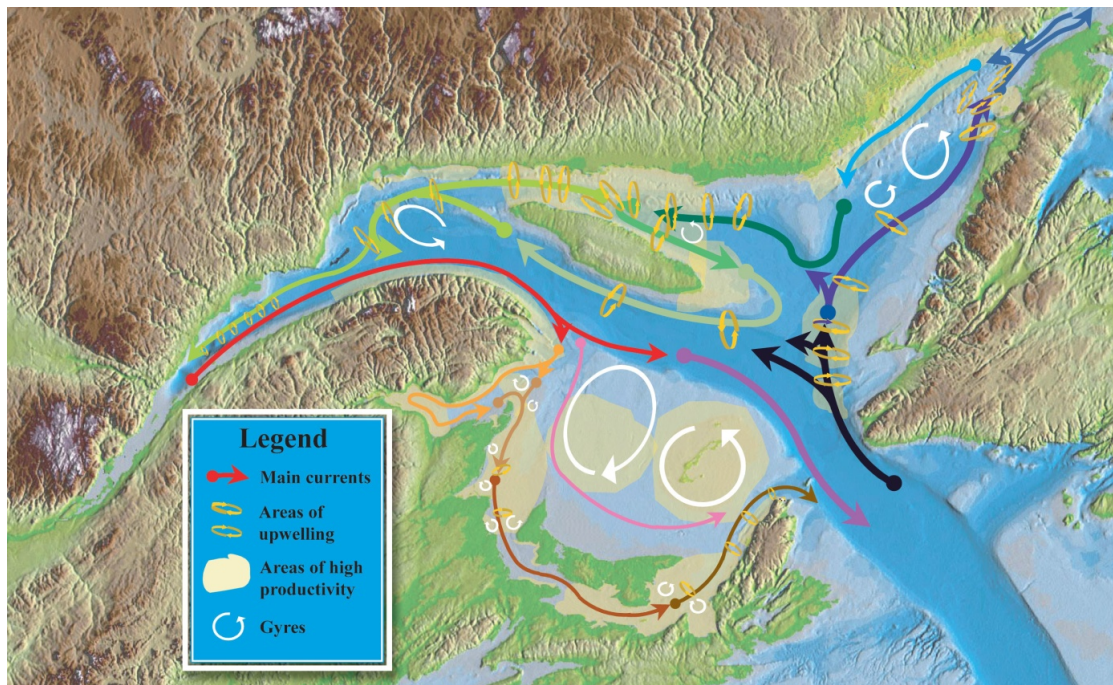 Legend
Main currents
Areas of
upwelling
Areas of high
productivity
Gyres